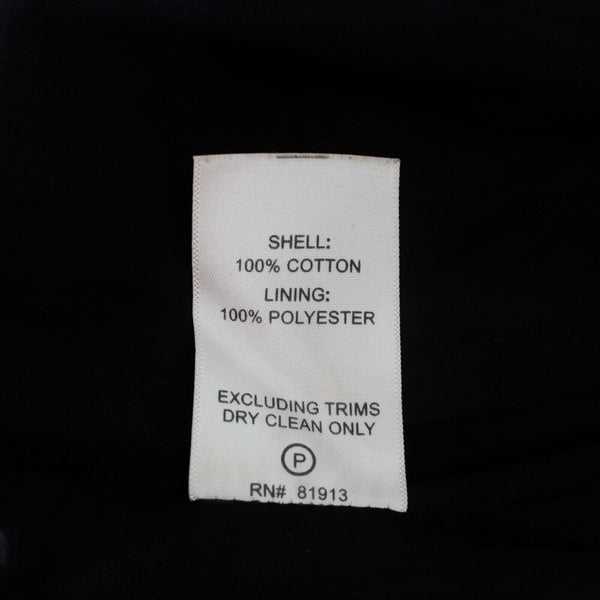 SHELL:
100% COTTON
LINING:
100% POLYESTER
EXCLUDING TRIMS
DRY CLEAN ONLY
P
RN# 81913